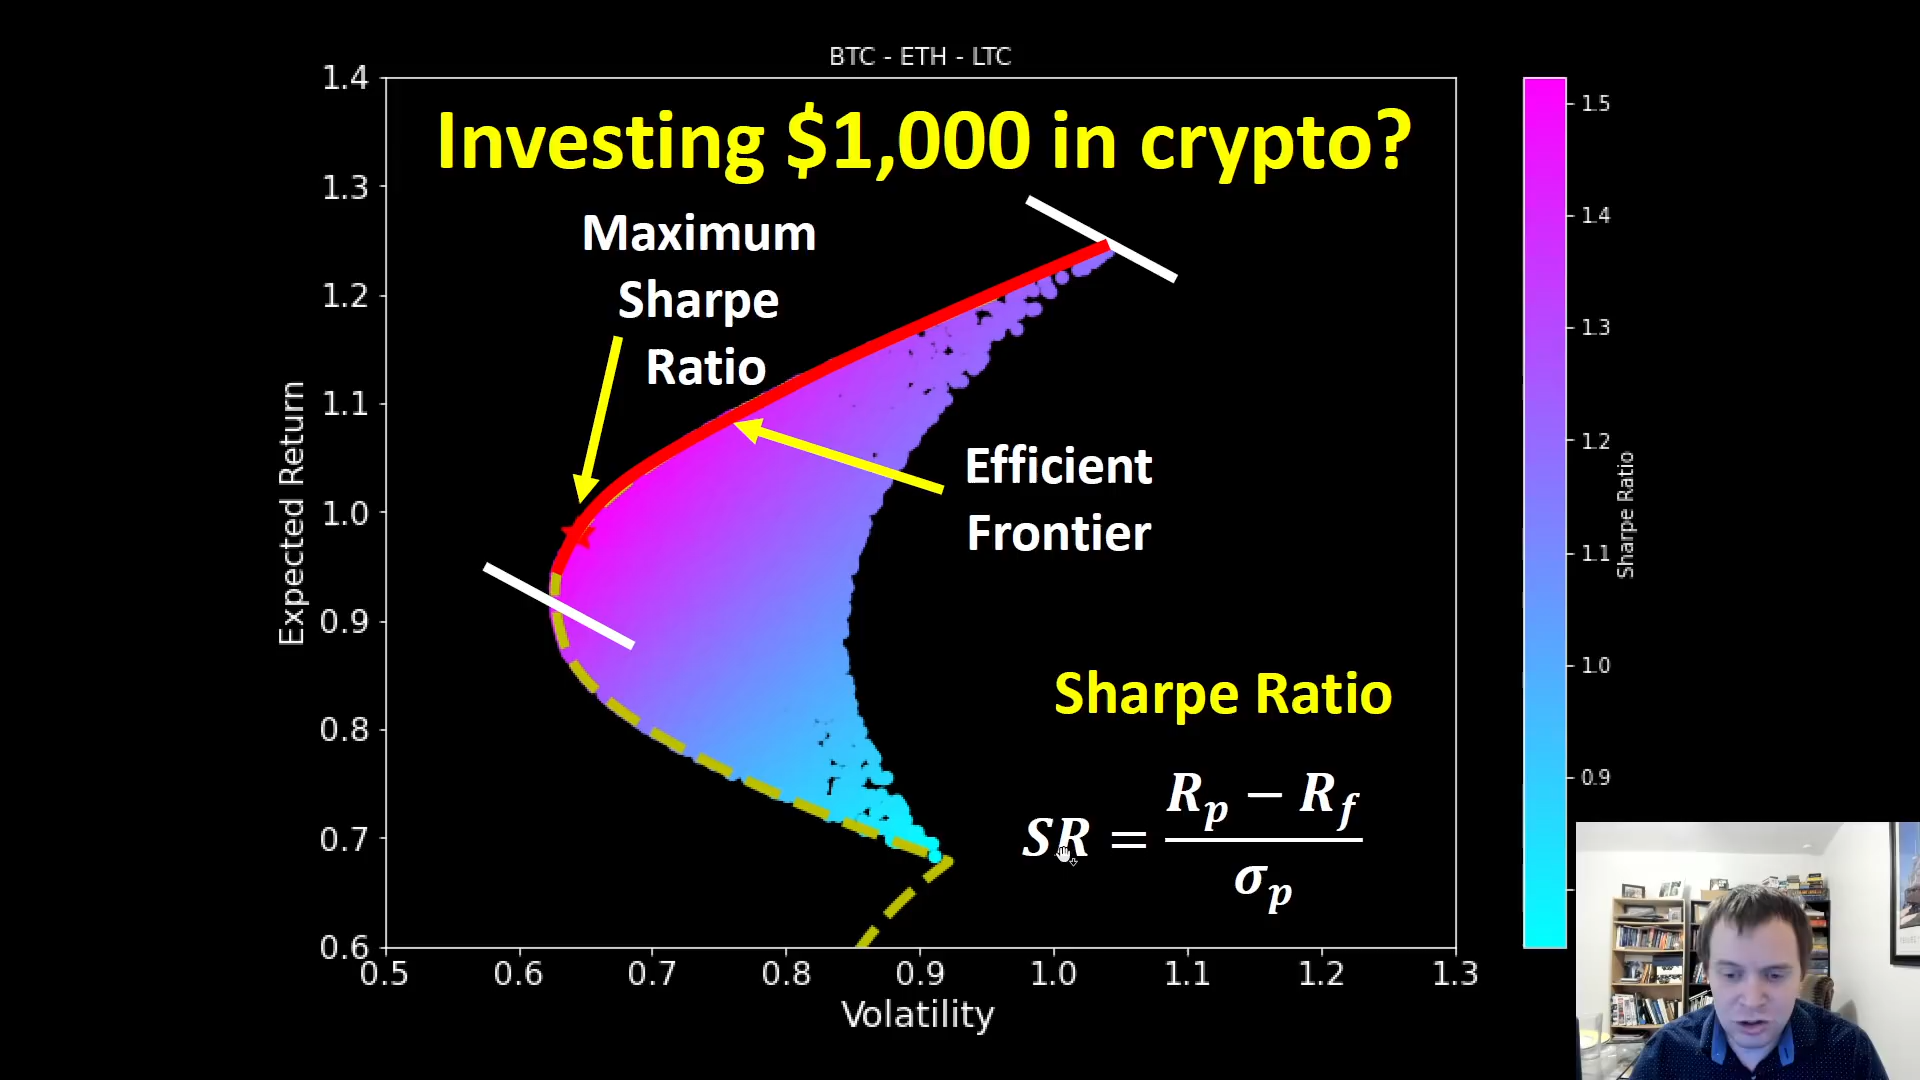 BTC - ETH - LTC
Investing $1,000 in crypto?
Maximum
Sharpe
Ratio
Efficient
Frontier
Sharpe Ratio
SR = (R_p − R_f) / σ_p
Expected Return
1.4
1.3
1.2
1.1
1.0
0.9
0.8
0.7
0.6
0.5
0.6
0.7
0.8
0.9
1.0
1.1
1.2
1.3
Volatility
1.5
1.4
1.3
1.2
1.1
1.0
0.9
Sharpe Ratio